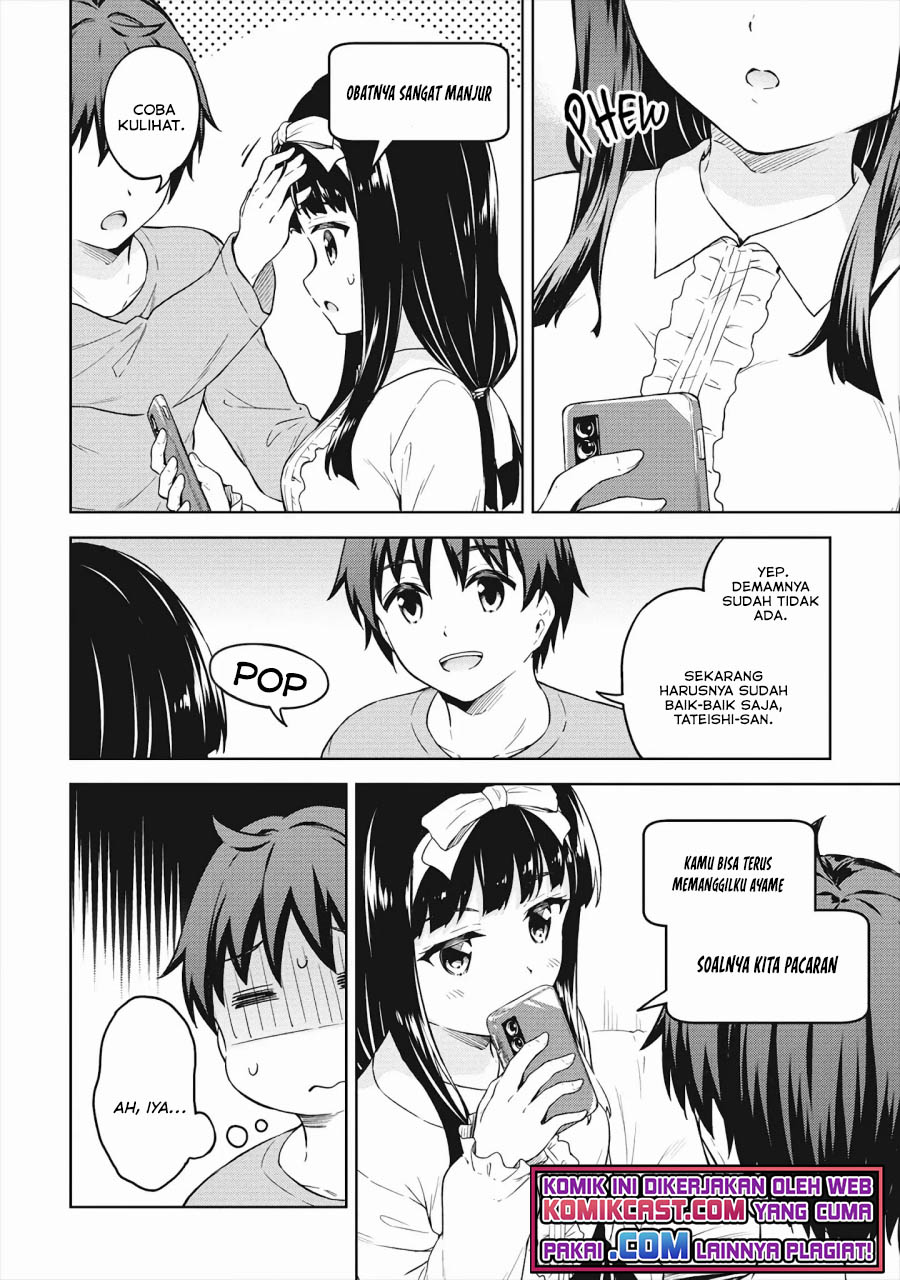 PHEW
OBATNYA SANGAT MANJUR
COBA
KULIHAT.
YEP.
DEMAMNYA
SUDAH TIDAK
ADA.
SEKARANG
HARUSNYA SUDAH
BAIK-BAIK SAJA,
TATEISHI-SAN.
POP
KAMU BISA TERUS
MEMANGGILKU AYAME
SOALNYA KITA PACARAN
AH, IYA...
KOMIK INI DIKERJAKAN OLEH WEB
KOMIKCAST.COM YANG CUMA
PAKAI .COM LAINNYA PLAGIAT!